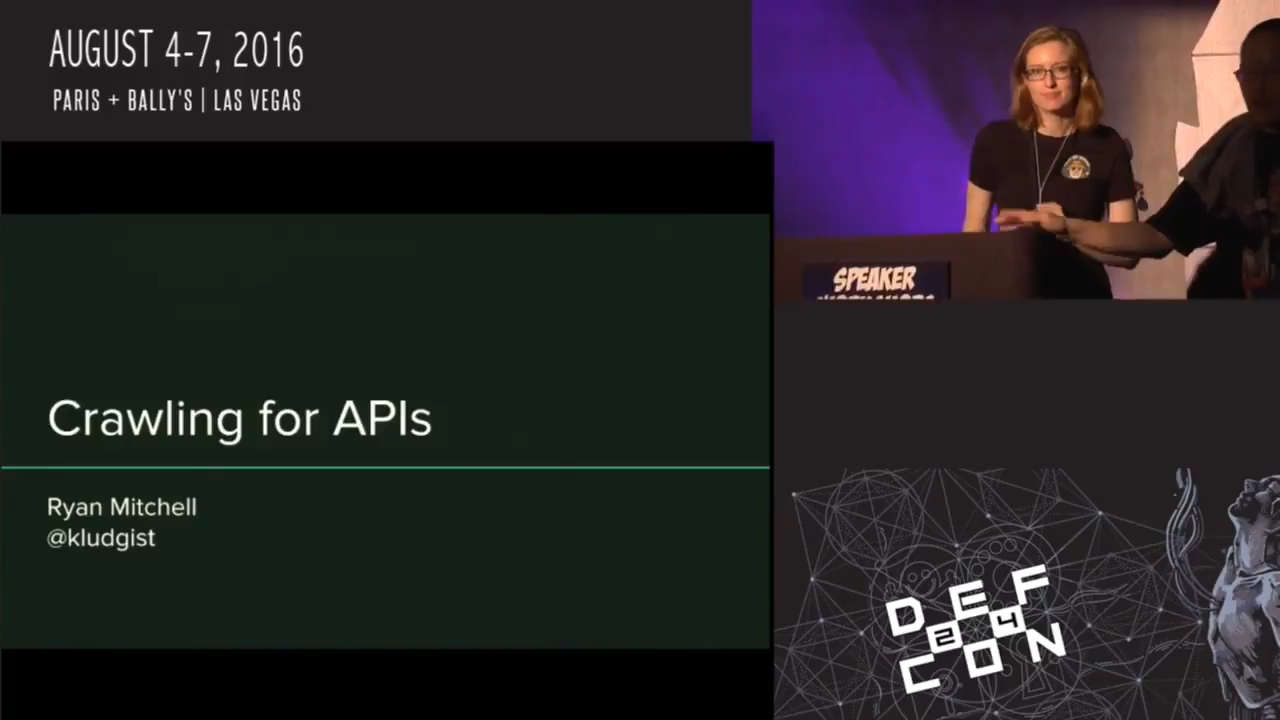 AUGUST 4-7, 2016
PARIS + BALLY'S | LAS VEGAS
SPEAKER
Crawling for APIs
Ryan Mitchell
@kludgist
DEF
24
CON